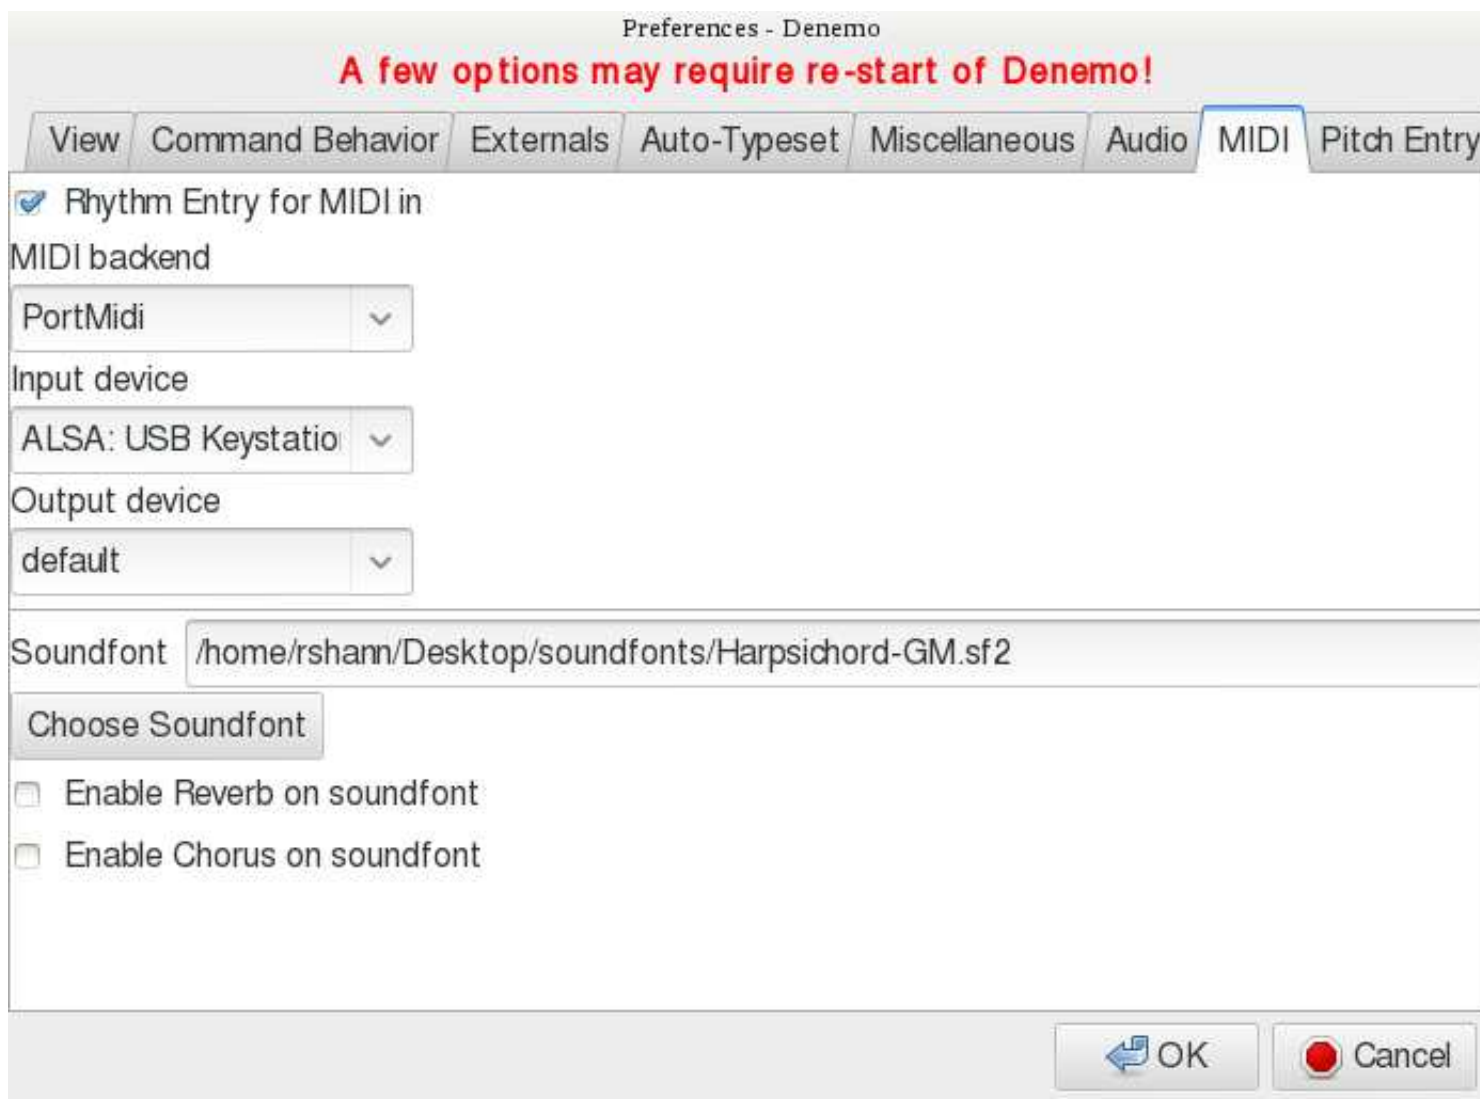 Preferences - Denemo
A few options may require re-start of Denemo!
View Command Behavior Externals Auto-Typeset Miscellaneous Audio MIDI Pitch Entry
Rhythm Entry for MIDI in
MIDI backend
PortMidi
Input device
ALSA: USB Keystatio
Output device
default
Soundfont /home/rshann/Desktop/soundfonts/Harpsichord-GM.sf2
Choose Soundfont
Enable Reverb on soundfont
Enable Chorus on soundfont
OK Cancel